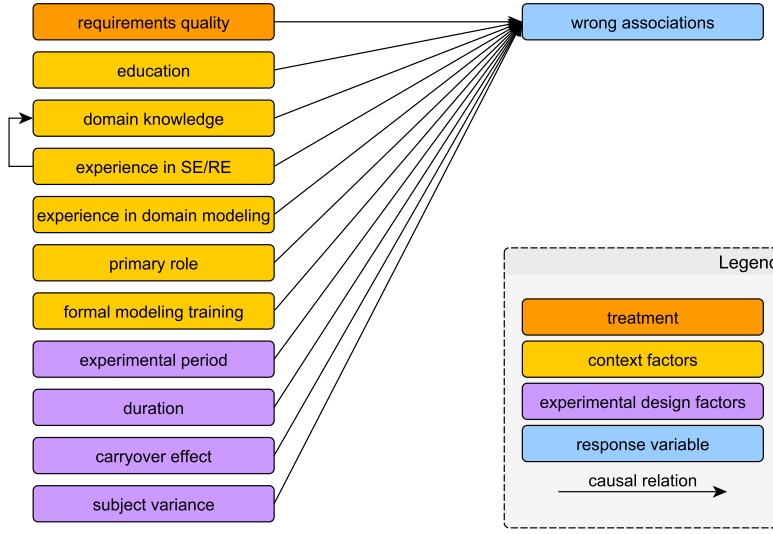 requirements quality
wrong associations
education
domain knowledge
experience in SE/RE
experience in domain modeling
primary role
formal modeling training
experimental period
duration
carryover effect
subject variance
Legend
treatment
context factors
experimental design factors
response variable
causal relation